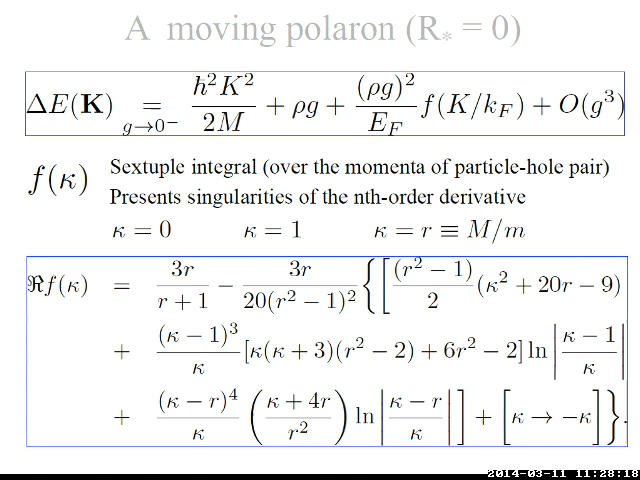 A moving polaron (R* = 0)
ΔE(K) =_{g→0⁻} ħ²K²/2M + ρg + (ρg)²/E_F f(K/k_F) + O(g³)
f(κ) Sextuple integral (over the momenta of particle-hole pair)
Presents singularities of the nth-order derivative
κ = 0 κ = 1 κ = r ≡ M/m
ℜf(κ) = 3r/(r + 1) − 3r/(20(r² − 1)²) { [ (r² − 1)/2 (κ² + 20r − 9)
+ (κ − 1)³/κ [κ(κ + 3)(r² − 2) + 6r² − 2] ln |(κ − 1)/κ|
+ (κ − r)⁴/κ ((κ + 4r)/r²) ln |(κ − r)/κ| ] + [κ → −κ] }.
2014-03-11 11:28:18